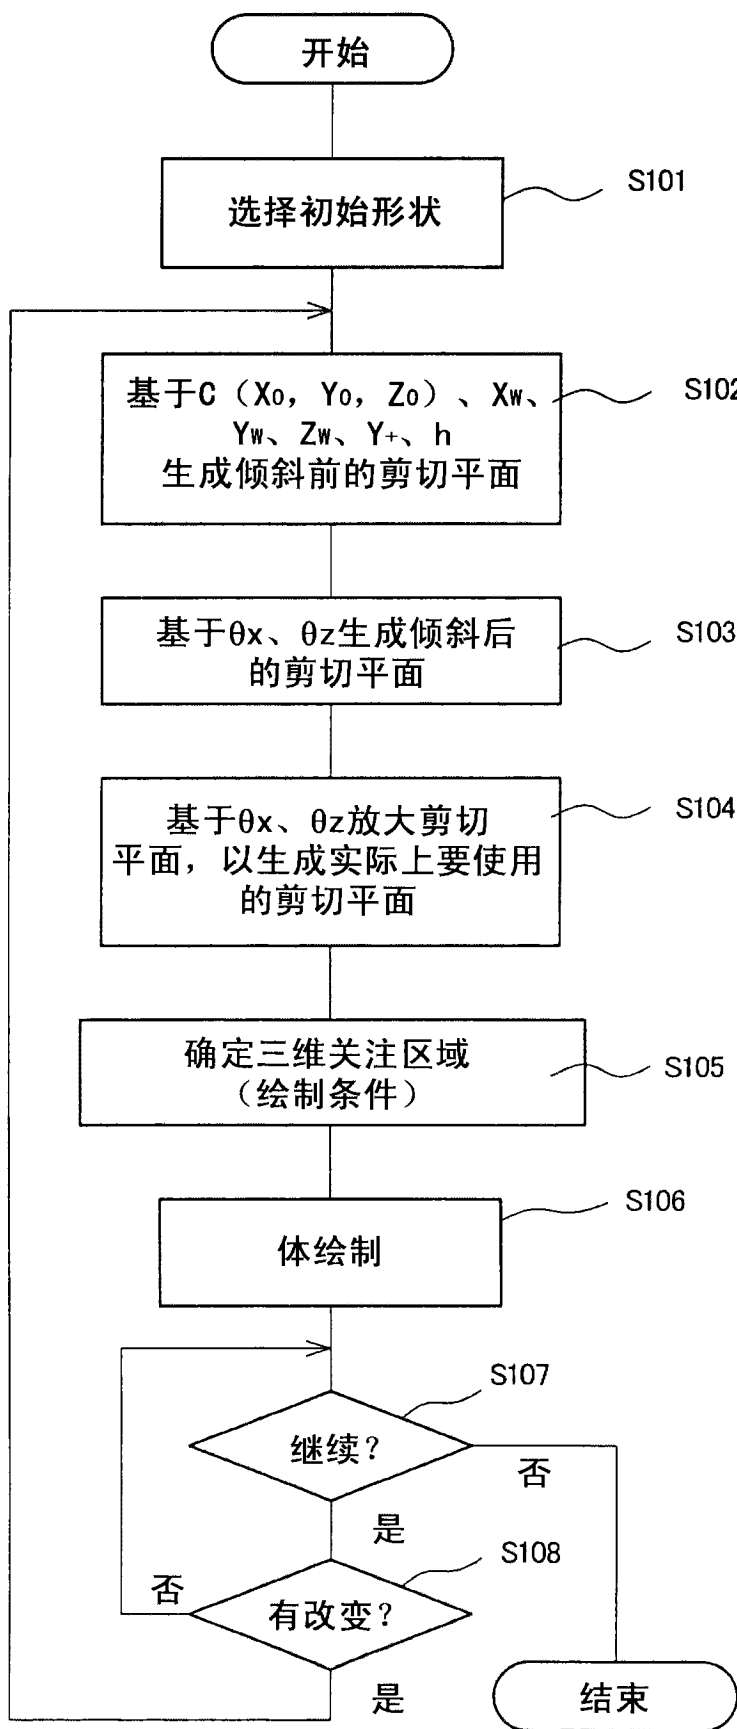 开始
选择初始形状
S101
基于C（X0，Y0，Z0）、Xw、
Yw、Zw、Y+、h
生成倾斜前的剪切平面
S102
基于θx、θz生成倾斜后
的剪切平面
S103
基于θx、θz放大剪切
平面，以生成实际上要使用
的剪切平面
S104
确定三维关注区域
（绘制条件）
S105
体绘制
S106
继续？
S107
否
是
有改变？
S108
否
是
结束